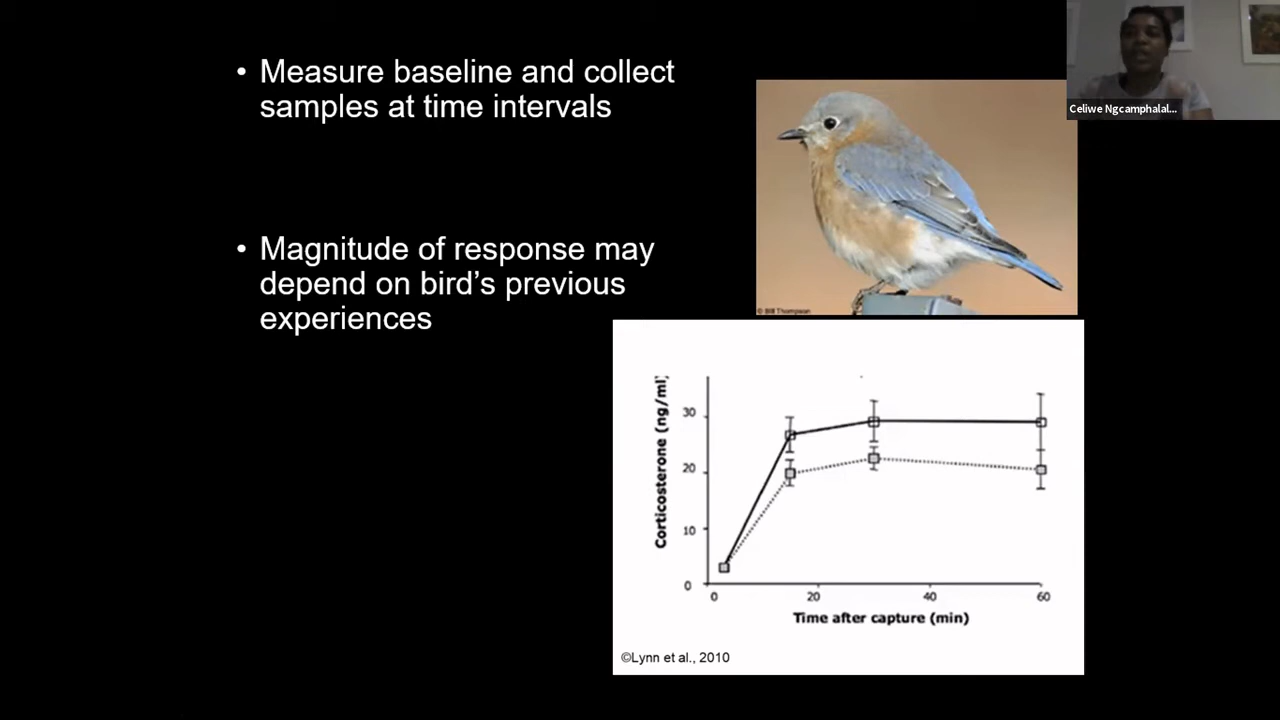 • Measure baseline and collect
samples at time intervals
• Magnitude of response may
depend on bird’s previous
experiences
Celiwe Ngcamphalal...
© Bill Thompson
Corticosterone (ng/ml)
30
20
10
0
0 20 40 60
Time after capture (min)
©Lynn et al., 2010